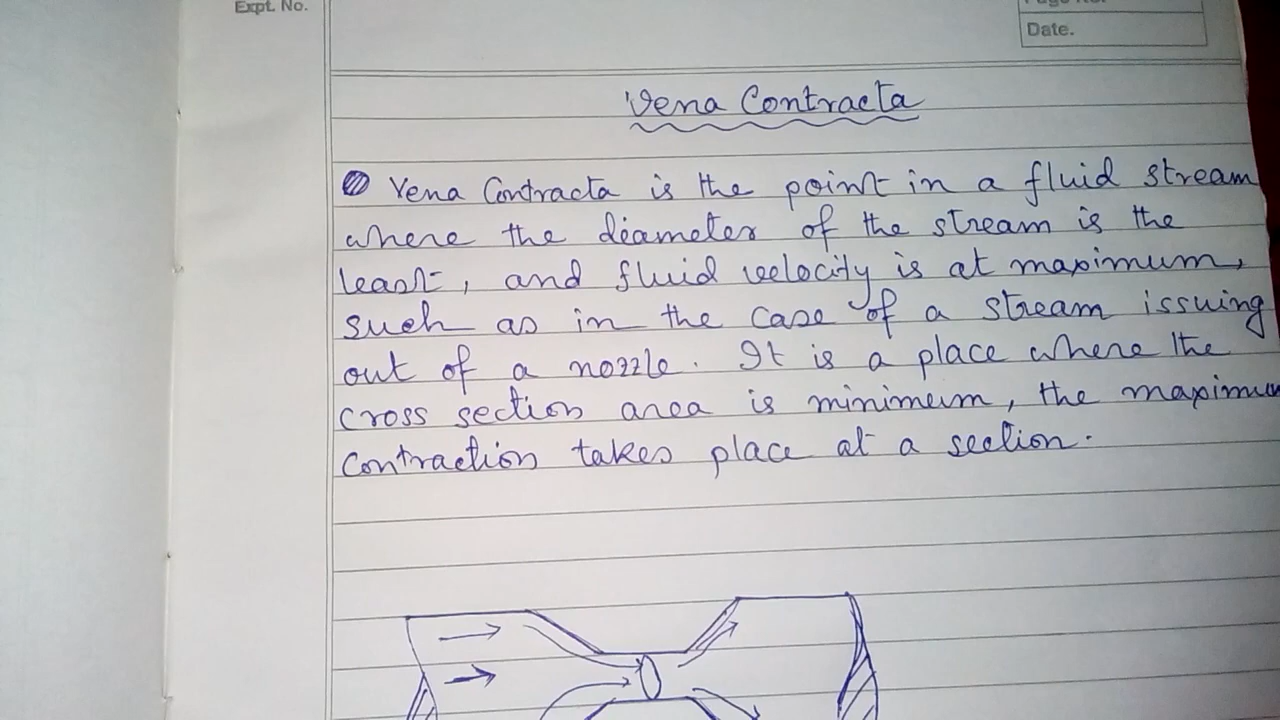 Expt. No.
Date.
Vena Contracta
Vena Contracta is the point in a fluid stream
where the diameter of the stream is the
least, and fluid velocity is at maximum,
such as in the case of a stream issuing
out of a nozzle. It is a place where the
cross section area is minimum, the maximum
contraction takes place at a section.